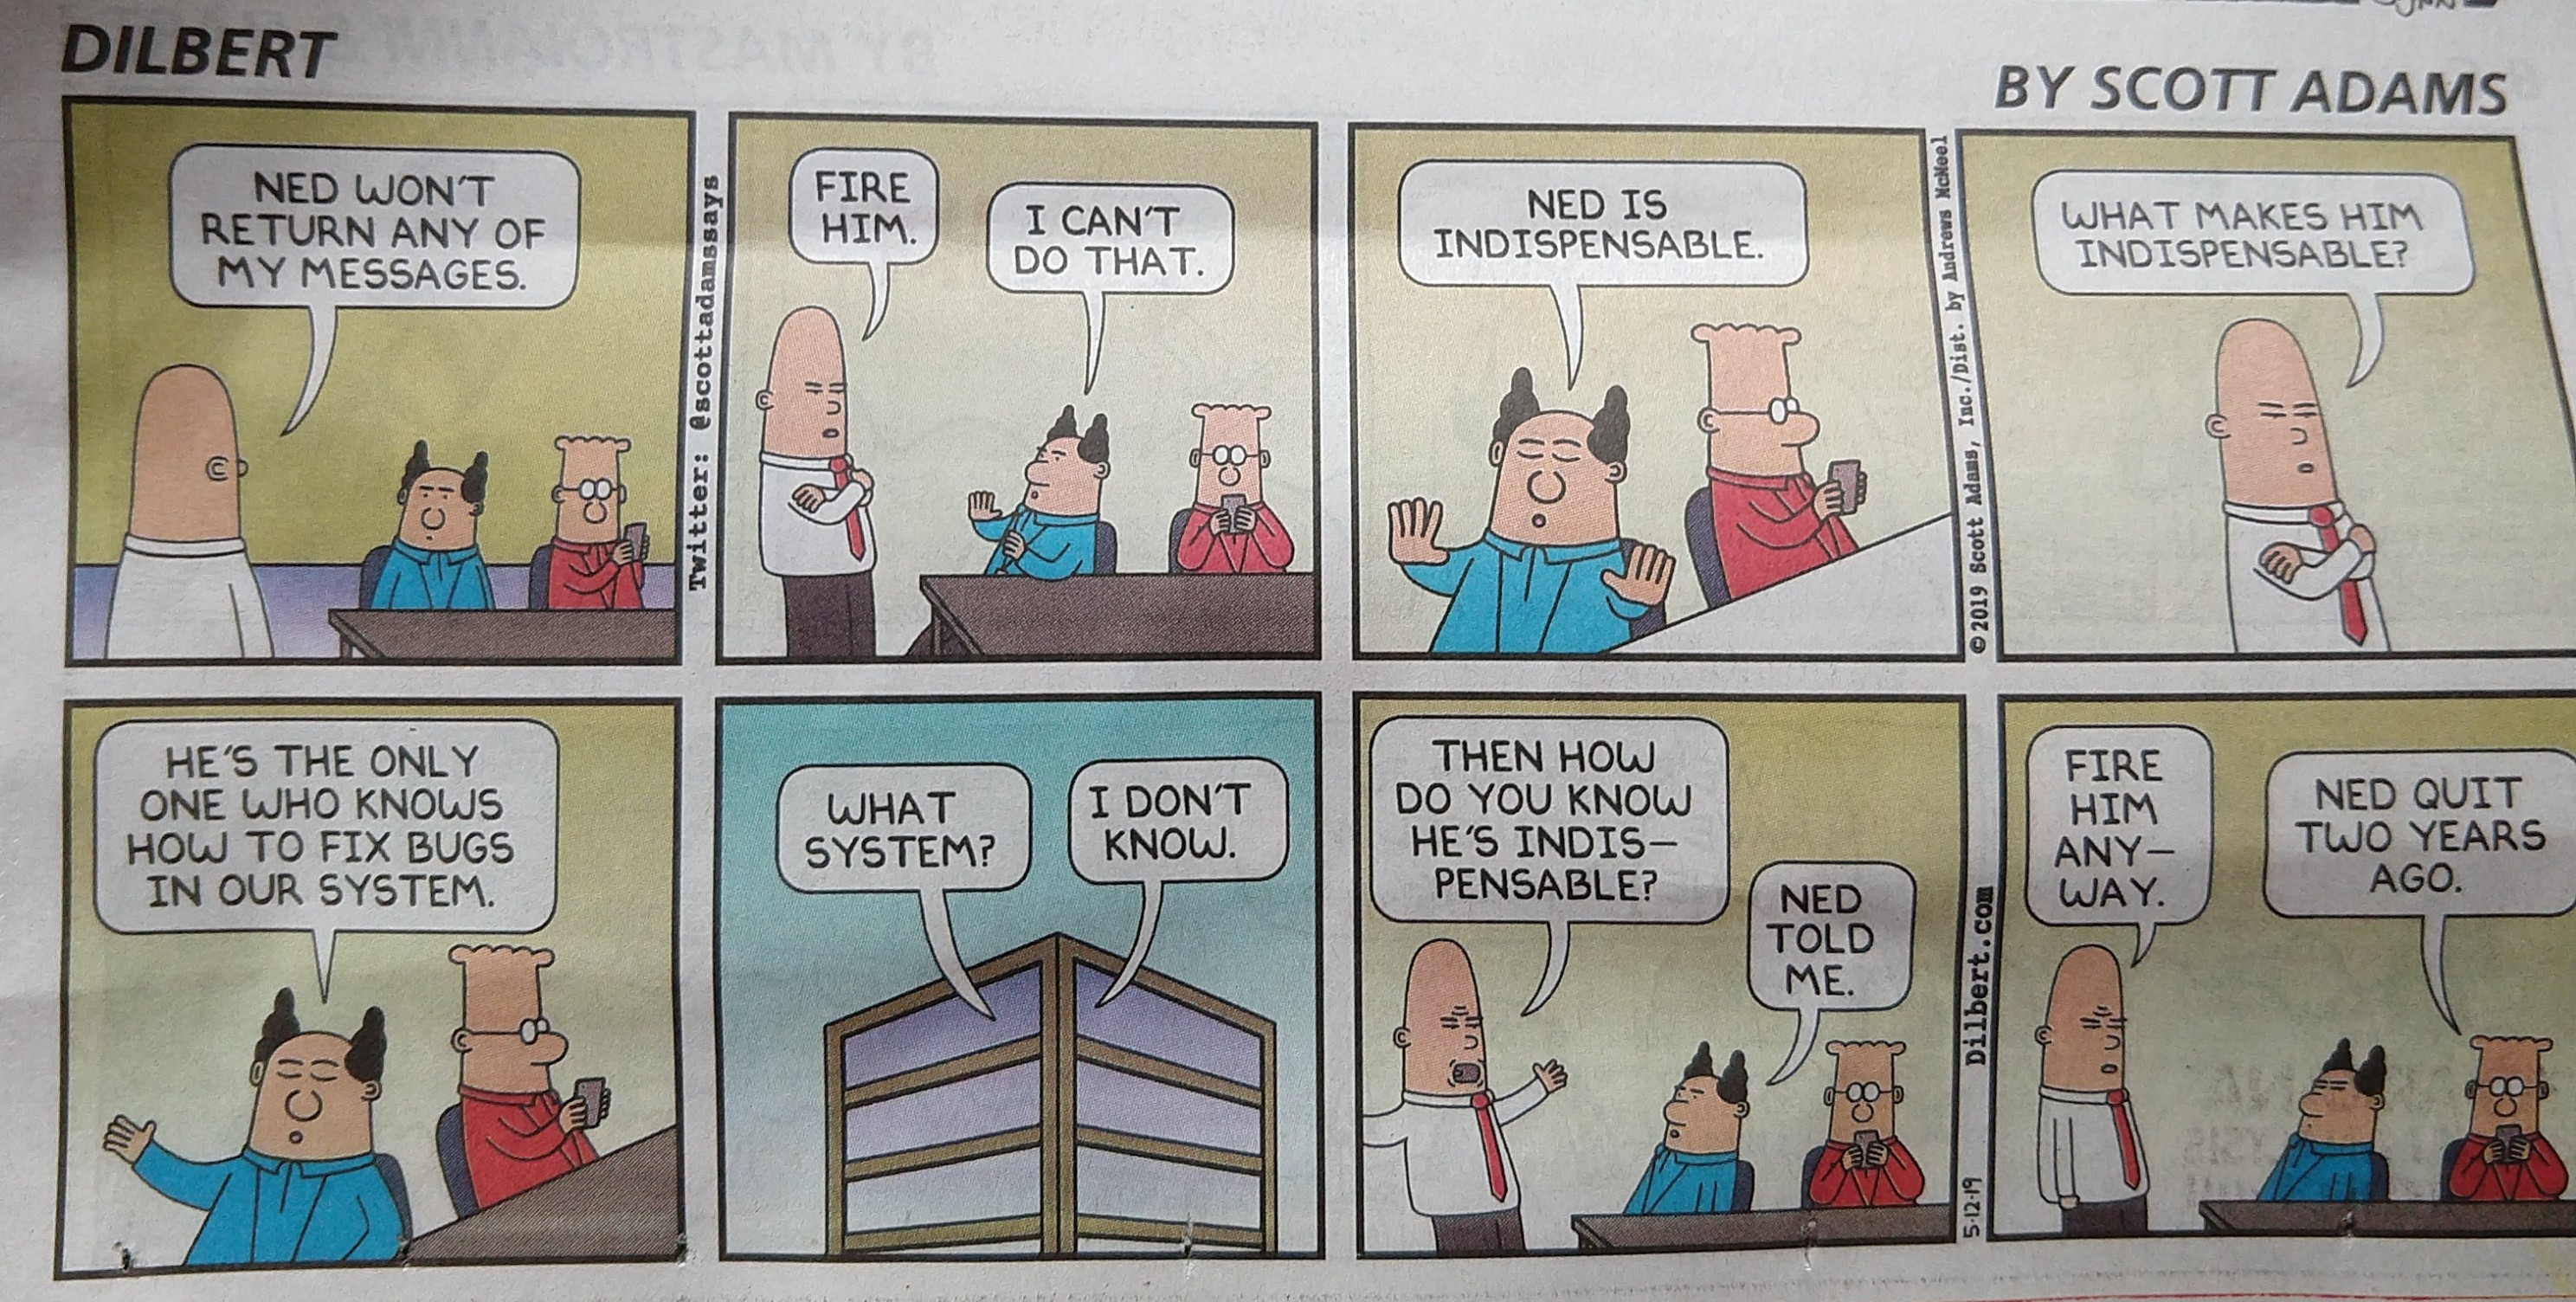 DILBERT
BY SCOTT ADAMS
NED WON'T
RETURN ANY OF
MY MESSAGES.
Twitter: @scottadamssays
FIRE
HIM.
I CAN'T
DO THAT.
NED IS
INDISPENSABLE.
©2019 Scott Adams, Inc./Dist. by Andrews McMeel
WHAT MAKES HIM
INDISPENSABLE?
HE'S THE ONLY
ONE WHO KNOWS
HOW TO FIX BUGS
IN OUR SYSTEM.
WHAT
SYSTEM?
I DON'T
KNOW.
THEN HOW
DO YOU KNOW
HE'S INDIS-
PENSABLE?
NED
TOLD
ME.
5-12-19
Dilbert.com
FIRE
HIM
ANY-
WAY.
NED QUIT
TWO YEARS
AGO.